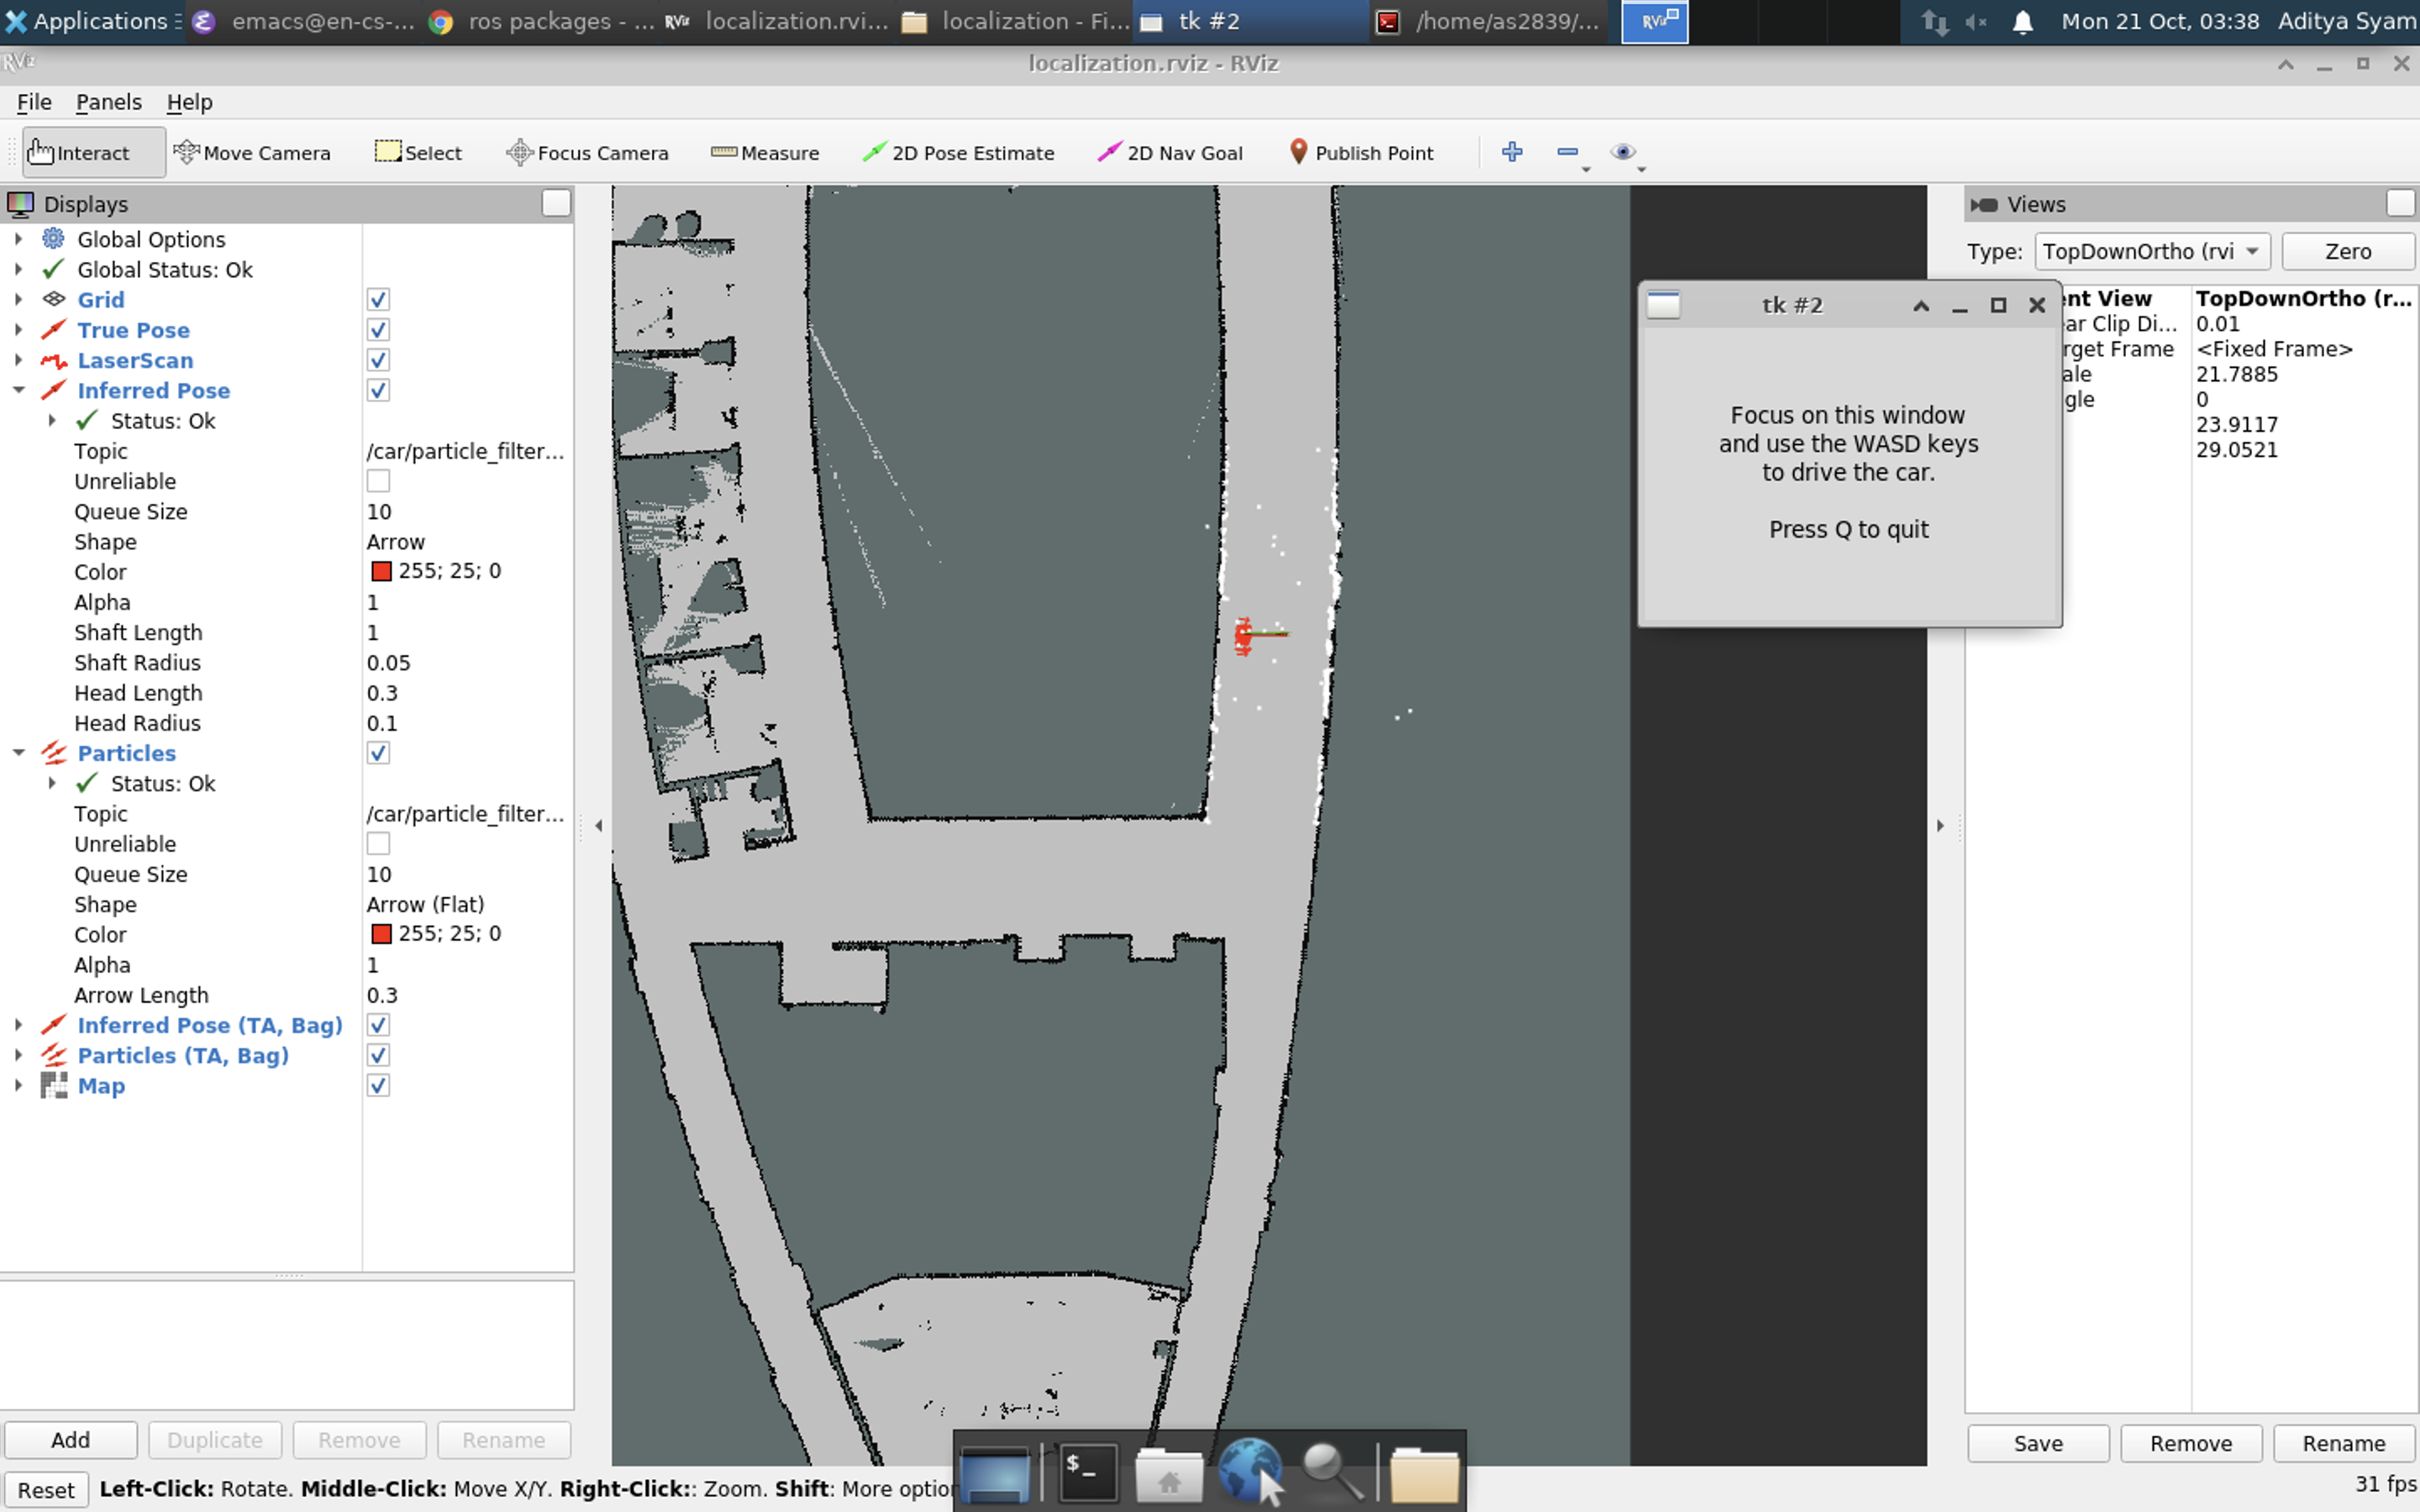 Applications
emacs@en-cs-...
ros packages - ...
RViz
localization.rvi...
localization - Fi...
tk #2
/home/as2839/...
RViz
Mon 21 Oct, 03:38
Aditya Syam
RViz
localization.rviz - RViz
File
Panels
Help
Interact
Move Camera
Select
Focus Camera
Measure
2D Pose Estimate
2D Nav Goal
Publish Point
Displays
Global Options
Global Status: Ok
Grid
True Pose
LaserScan
Inferred Pose
Status: Ok
Topic /car/particle_filter...
Unreliable
Queue Size 10
Shape Arrow
Color 255; 25; 0
Alpha 1
Shaft Length 1
Shaft Radius 0.05
Head Length 0.3
Head Radius 0.1
Particles
Status: Ok
Topic /car/particle_filter...
Unreliable
Queue Size 10
Shape Arrow (Flat)
Color 255; 25; 0
Alpha 1
Arrow Length 0.3
Inferred Pose (TA, Bag)
Particles (TA, Bag)
Map
Add
Duplicate
Remove
Rename
tk #2
Focus on this window
and use the WASD keys
to drive the car.
Press Q to quit
Views
Type: TopDownOrtho (rvi
Zero
ent View TopDownOrtho (r...
ear Clip Di... 0.01
rget Frame <Fixed Frame>
ale 21.7885
gle 0
23.9117
29.0521
Save
Remove
Rename
Reset
Left-Click: Rotate. Middle-Click: Move X/Y. Right-Click:: Zoom. Shift: More option
$_
31 fps